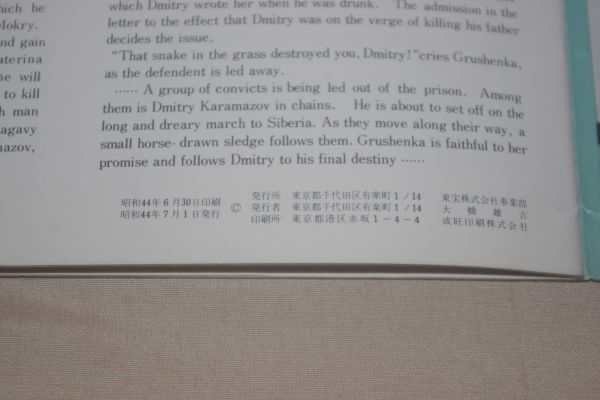 hich he
Mokry.
nd gain
aterina
ne will
to kill
h man
agavy
nazov,
which Dmitry wrote her when he was drunk. The admission in the
letter to the effect that Dmitry was on the verge of killing his father
decides the issue.
"That snake in the grass destroyed you, Dmitry!"cries Grushenka,
as the defendent is led away.
…… A group of convicts is being led out of the prison. Among
them is Dmitry Karamazov in chains. He is about to set off on the
long and dreary march to Siberia. As they move along their way, a
small horse- drawn sledge follows them. Grushenka is faithful to her
promise and follows Dmitry to his final destiny ……
昭和44年6月30日印刷
昭和44年7月1日発行
©
発行所 東京都千代田区有楽町1/14 東宝株式会社事業部
発行者 東京都千代田区有楽町1/14 大橋雄吉
印刷所 東京都港区赤坂1-4-4 成旺印刷株式会社